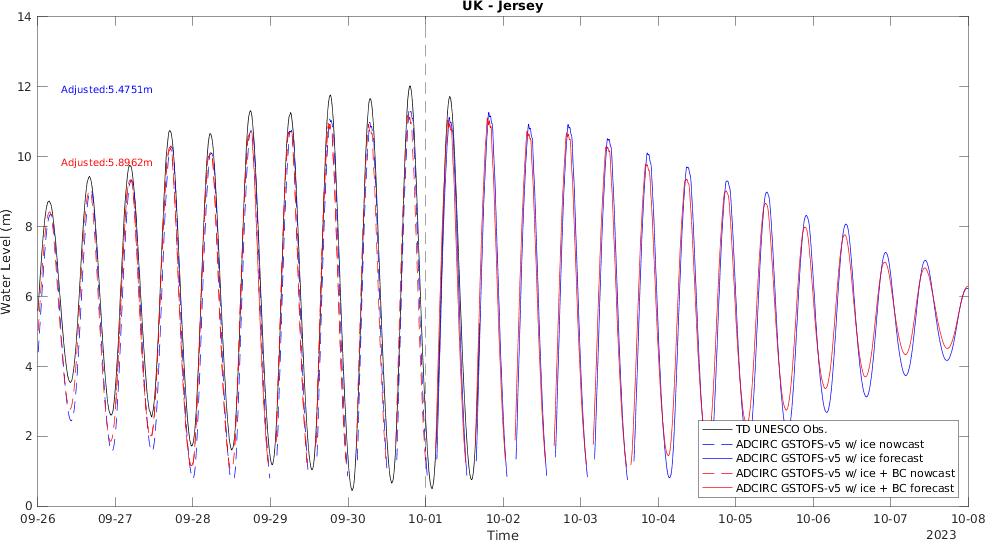 UK - Jersey
14
12
10
8
6
4
2
0
Water Level (m)
Adjusted:5.4751m
Adjusted:5.8962m
TD UNESCO Obs.
ADCIRC GSTOFS-v5 w/ ice nowcast
ADCIRC GSTOFS-v5 w/ ice forecast
ADCIRC GSTOFS-v5 w/ ice + BC nowcast
ADCIRC GSTOFS-v5 w/ ice + BC forecast
09-26 09-27 09-28 09-29 09-30 10-01 10-02 10-03 10-04 10-05 10-06 10-07 10-08
Time
2023